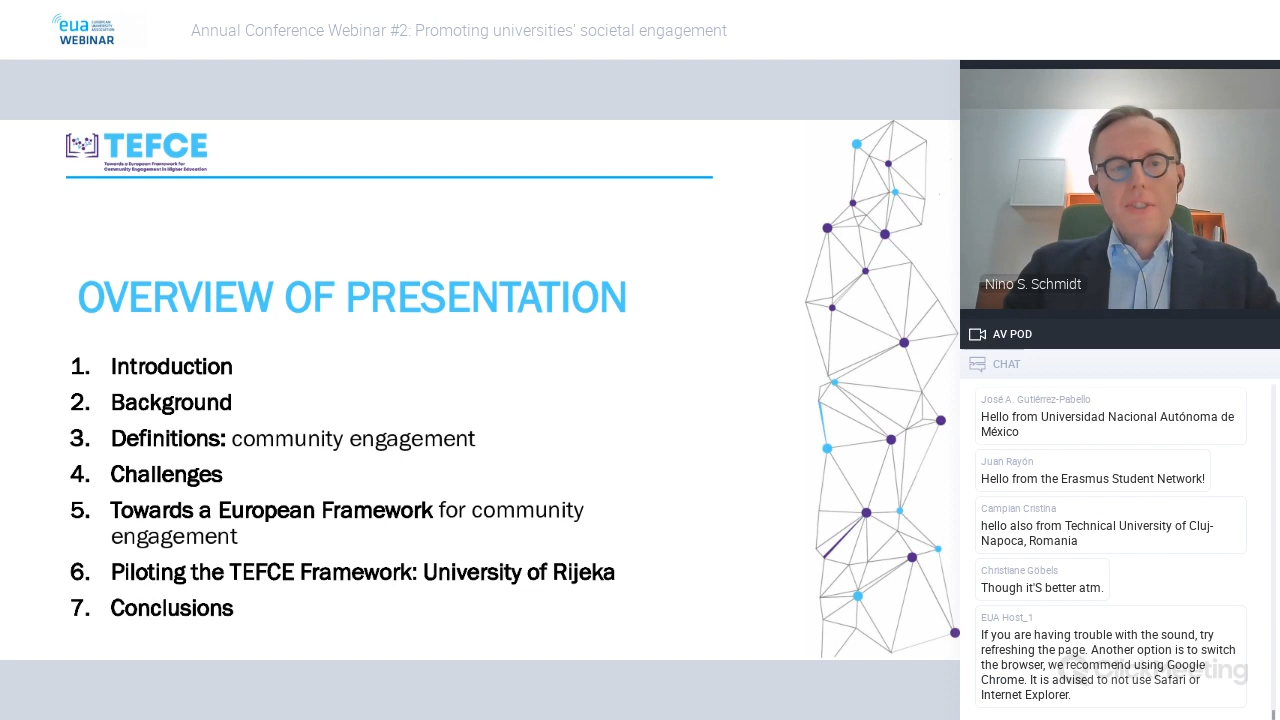 eua EUROPEAN UNIVERSITY ASSOCIATION
WEBINAR
Annual Conference Webinar #2: Promoting universities' societal engagement
TEFCE
Towards a European Framework for
Community Engagement in Higher Education
OVERVIEW OF PRESENTATION
1. Introduction
2. Background
3. Definitions: community engagement
4. Challenges
5. Towards a European Framework for community
engagement
6. Piloting the TEFCE Framework: University of Rijeka
7. Conclusions
Nino S. Schmidt
AV POD
CHAT
José A. Gutiérrez-Pabello
Hello from Universidad Nacional Autónoma de
México
Juan Rayón
Hello from the Erasmus Student Network!
Campian Cristina
hello also from Technical University of Cluj-
Napoca, Romania
Christiane Göbels
Though it'S better atm.
EUA Host_1
If you are having trouble with the sound, try
refreshing the page. Another option is to switch
the browser, we recommend using Google
Chrome. It is advised to not use Safari or
Internet Explorer.
ClickMeeting